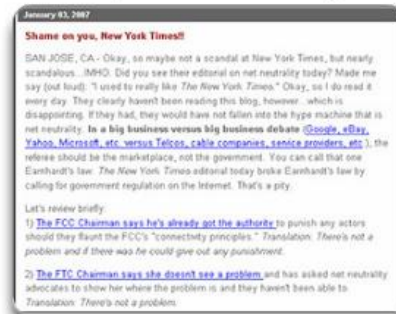 January 03, 2007
Shame on you, New York Times!!
SAN JOSE, CA - Okay, so maybe not a scandal at New York Times, but nearly
scandalous...IMHO. Did you see their editorial on net neutrality today? Made me
say (out loud): "I used to really like The New York Times." Okay, so I do read it
every day. They clearly haven't been reading this blog, however...which is
disappointing. If they had, they would not have fallen into the hype machine that is
net neutrality. In a big business versus big business debate (Google, eBay,
Yahoo, Microsoft, etc. versus Telcos, cable companies, service providers, etc.), the
referee should be the marketplace, not the government. You can call that one
Earnhardt's law. The New York Times editorial today broke Earnhardt's law by
calling for government regulation on the Internet. That's a pity.
Let's review briefly:
1) The FCC Chairman says he's already got the authority to punish any actors
should they flaunt the FCC's "connectivity principles." Translation: There's not a
problem and if there was he could give out any punishment.
2) The FTC Chairman says she doesn't see a problem and has asked net neutrality
advocates to show her where the problem is and they haven't been able to.
Translation: There's not a problem.